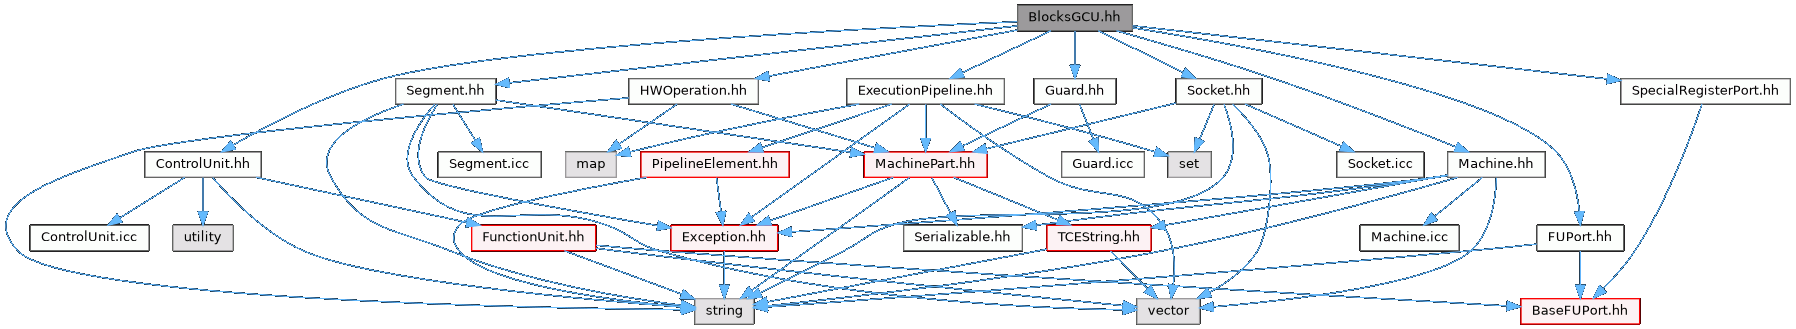 BlocksGCU.hh
Segment.hh
HWOperation.hh
ExecutionPipeline.hh
Guard.hh
Socket.hh
SpecialRegisterPort.hh
ControlUnit.hh
Segment.icc
map
PipelineElement.hh
MachinePart.hh
Guard.icc
set
Socket.icc
Machine.hh
ControlUnit.icc
utility
FunctionUnit.hh
Exception.hh
Serializable.hh
TCEString.hh
Machine.icc
FUPort.hh
string
vector
BaseFUPort.hh